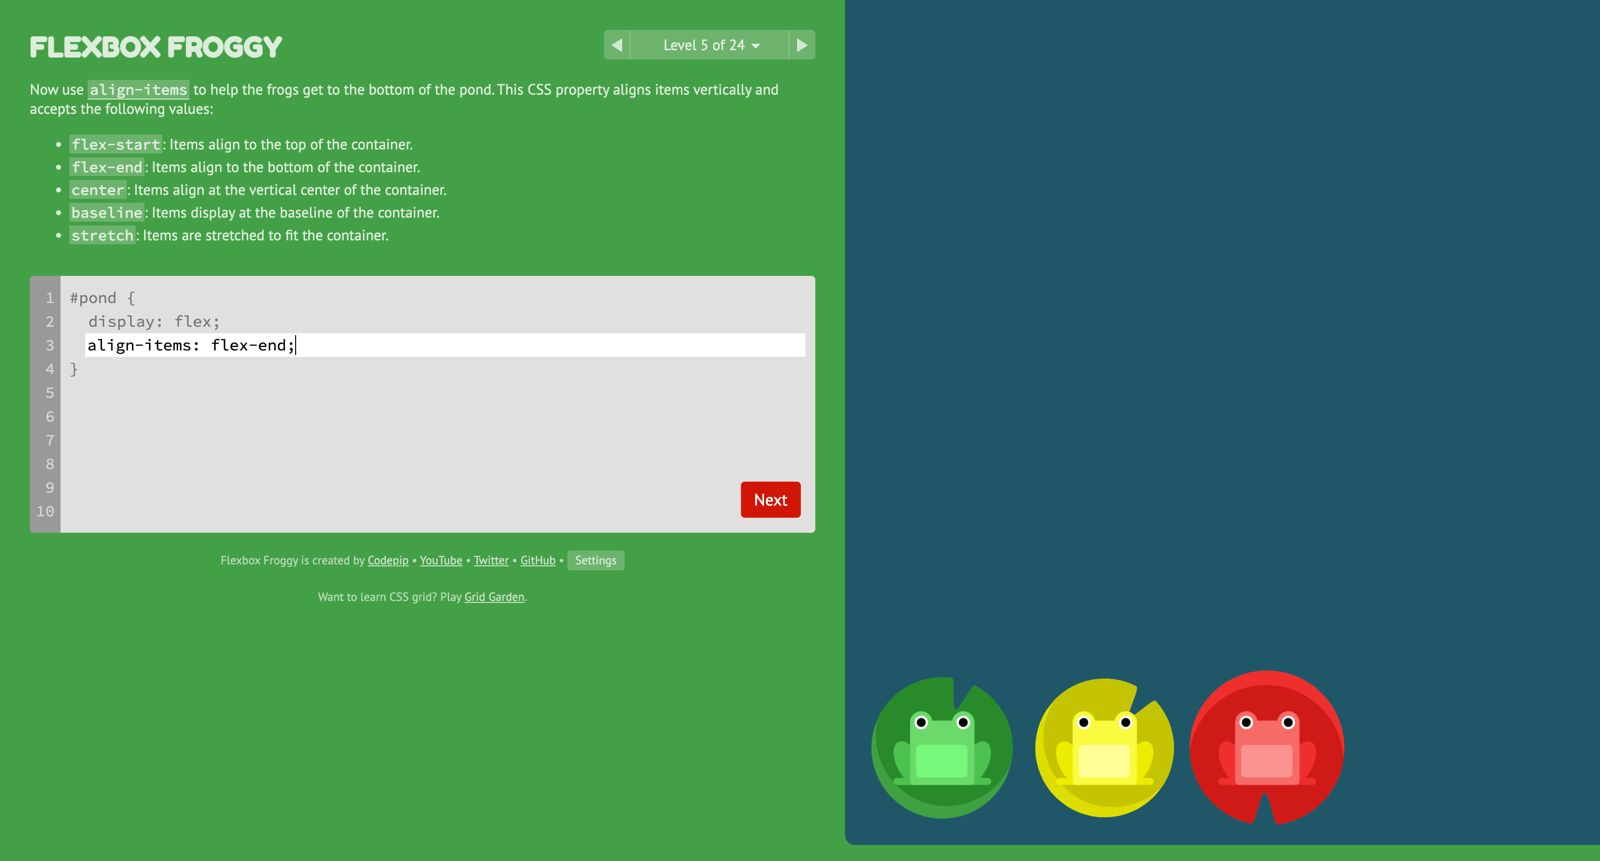 FLEXBOX FROGGY
Level 5 of 24
Now use align-items to help the frogs get to the bottom of the pond. This CSS property aligns items vertically and
accepts the following values:
• flex-start: Items align to the top of the container.
• flex-end: Items align to the bottom of the container.
• center: Items align at the vertical center of the container.
• baseline: Items display at the baseline of the container.
• stretch: Items are stretched to fit the container.
1 #pond {
2 display: flex;
3 align-items: flex-end;
4 }
5
6
7
8
9
10
Next
Flexbox Froggy is created by Codepip • YouTube • Twitter • GitHub • Settings
Want to learn CSS grid? Play Grid Garden.